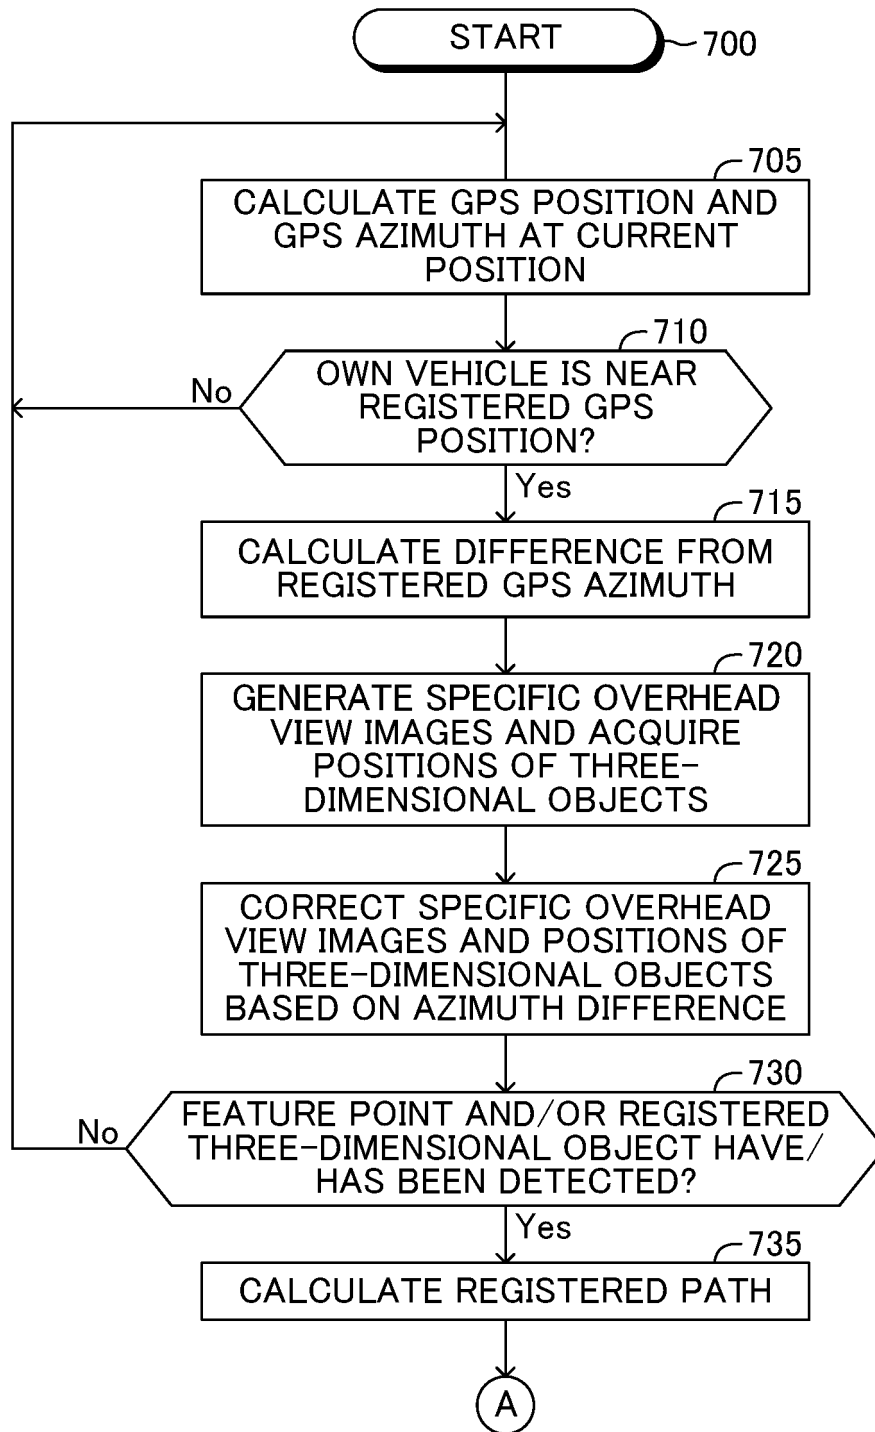 START
700
705
CALCULATE GPS POSITION AND
GPS AZIMUTH AT CURRENT
POSITION
710
OWN VEHICLE IS NEAR
REGISTERED GPS
POSITION?
No
Yes
715
CALCULATE DIFFERENCE FROM
REGISTERED GPS AZIMUTH
720
GENERATE SPECIFIC OVERHEAD
VIEW IMAGES AND ACQUIRE
POSITIONS OF THREE-
DIMENSIONAL OBJECTS
725
CORRECT SPECIFIC OVERHEAD
VIEW IMAGES AND POSITIONS OF
THREE-DIMENSIONAL OBJECTS
BASED ON AZIMUTH DIFFERENCE
730
FEATURE POINT AND/OR REGISTERED
THREE-DIMENSIONAL OBJECT HAVE/
HAS BEEN DETECTED?
No
Yes
735
CALCULATE REGISTERED PATH
A